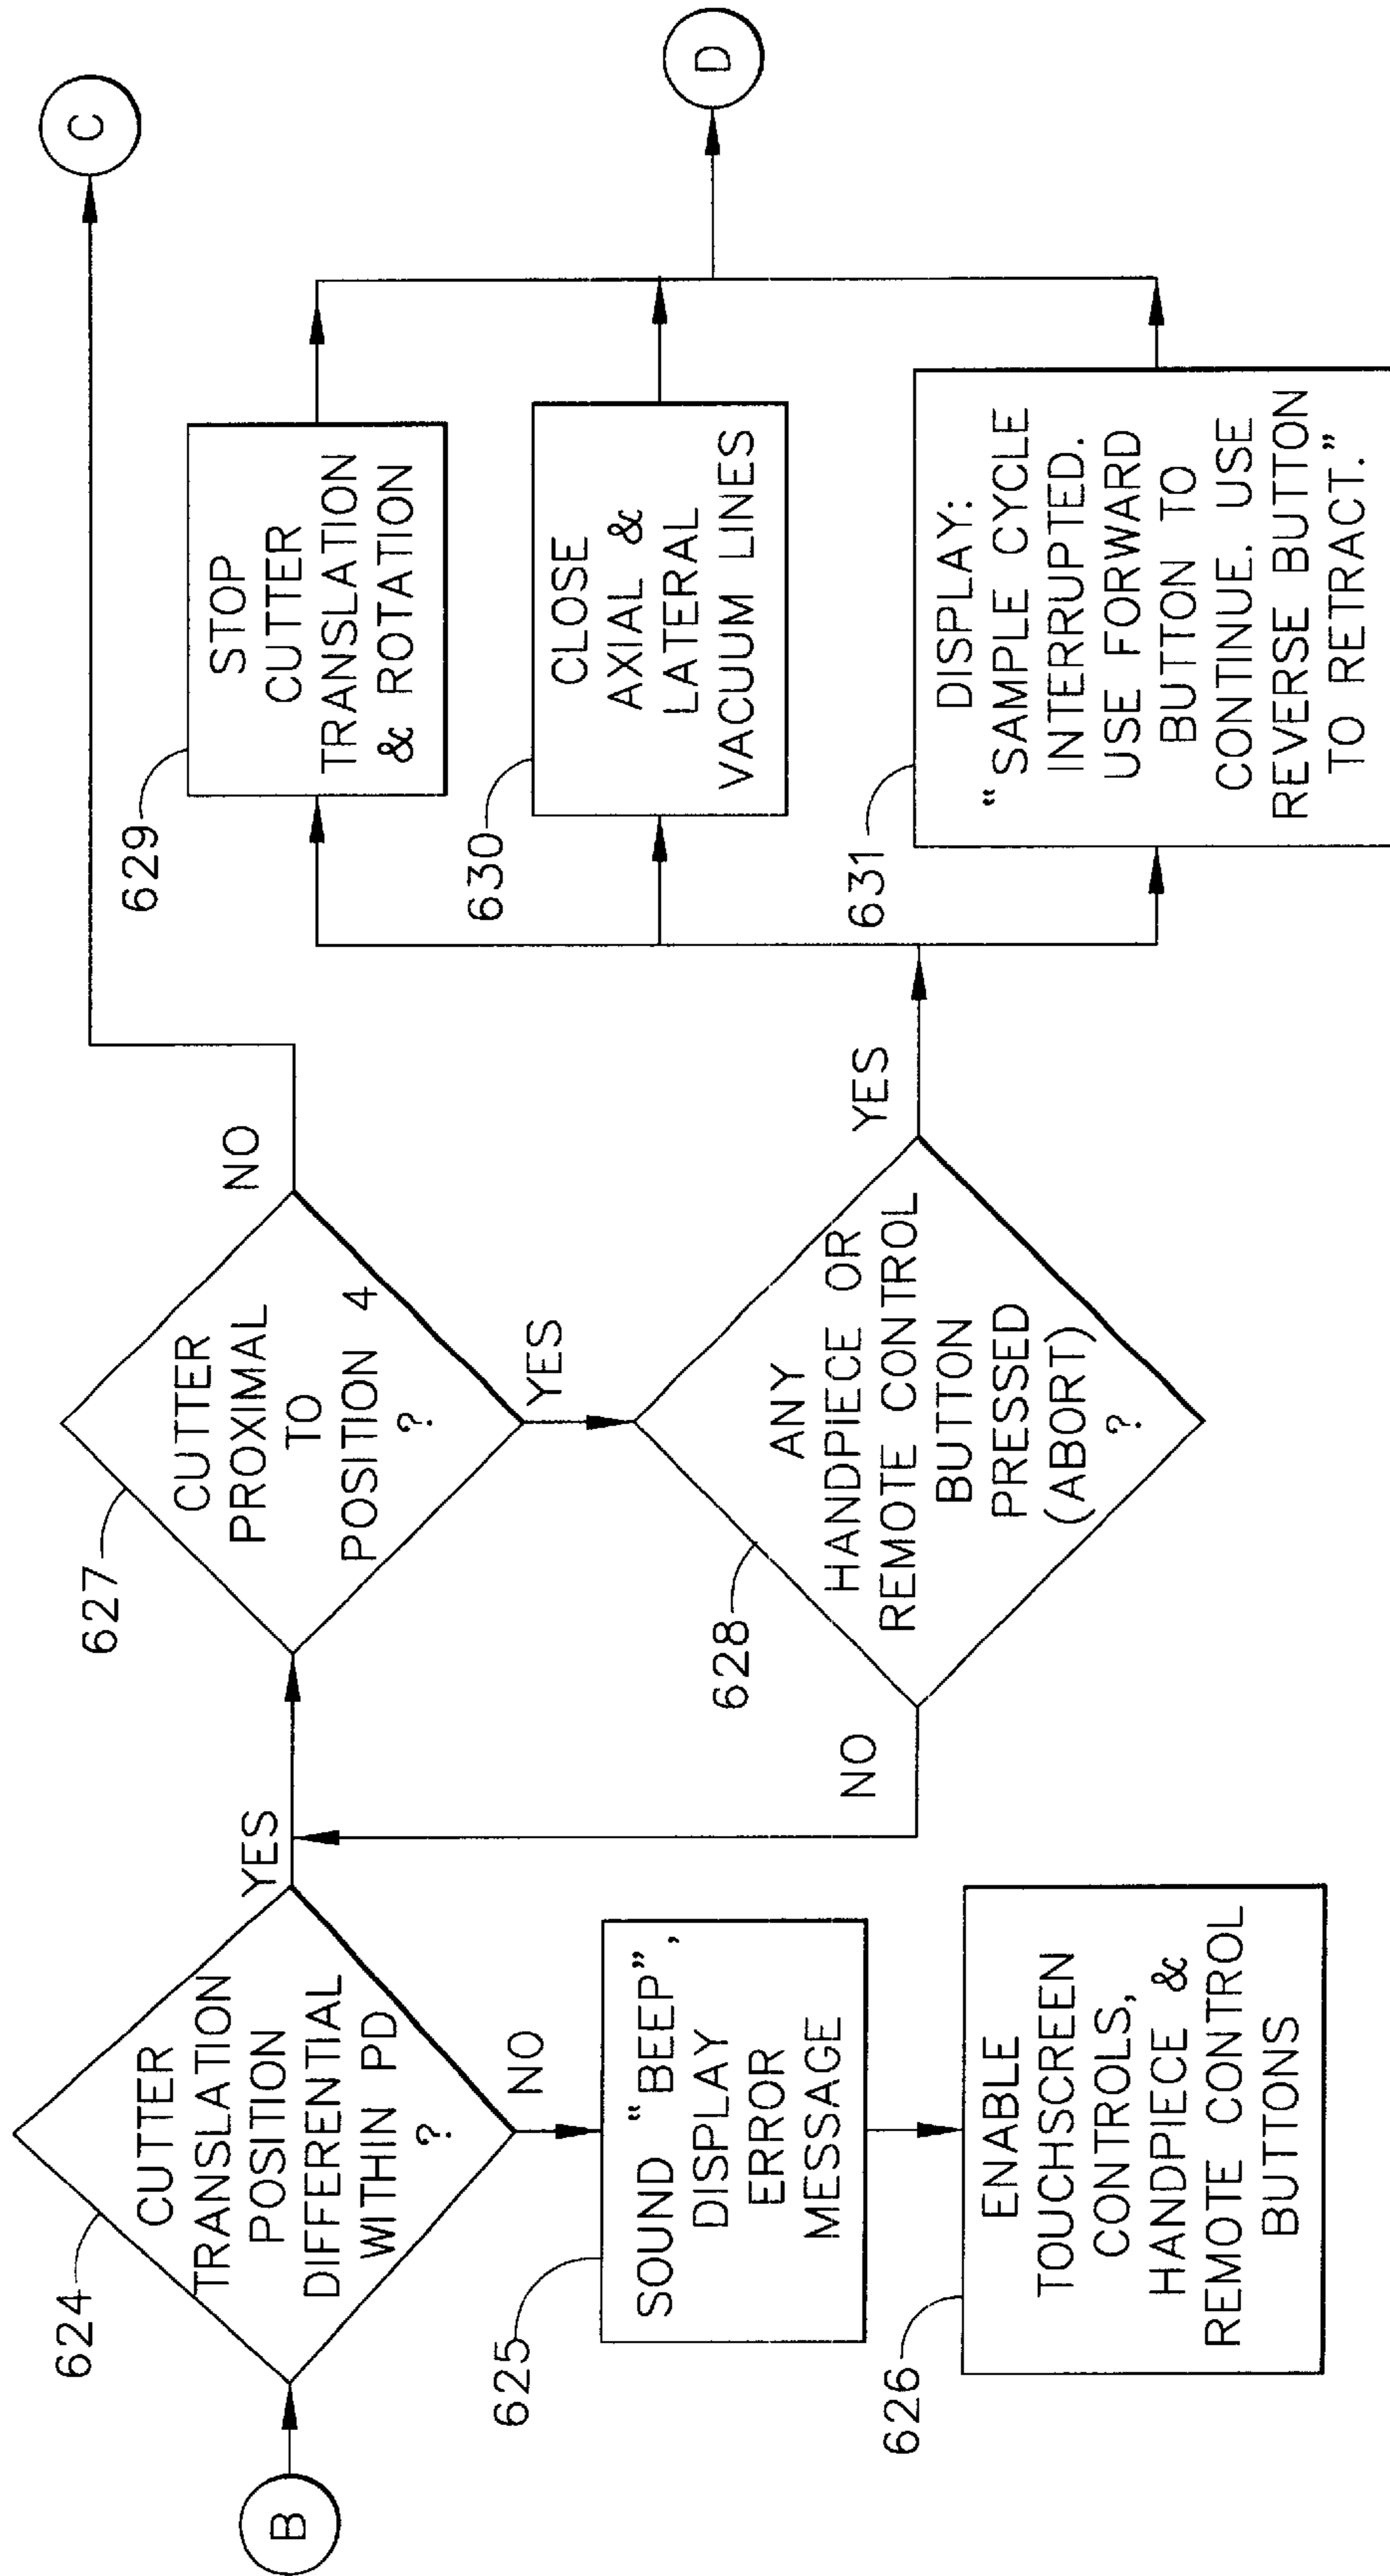 B
624
CUTTER
TRANSLATION
POSITION
DIFFERENTIAL
WITHIN PD
?
YES
NO
625
SOUND “BEEP”,
DISPLAY
ERROR
MESSAGE
626
ENABLE
TOUCHSCREEN
CONTROLS,
HANDPIECE &
REMOTE CONTROL
BUTTONS
627
CUTTER
PROXIMAL
TO
POSITION 4
?
NO
C
YES
628
ANY
HANDPIECE OR
REMOTE CONTROL
BUTTON
PRESSED
(ABORT)
?
NO
YES
629
STOP
CUTTER
TRANSLATION
& ROTATION
630
CLOSE
AXIAL &
LATERAL
VACUUM LINES
631
DISPLAY:
“SAMPLE CYCLE
INTERRUPTED.
USE FORWARD
BUTTON TO
CONTINUE. USE
REVERSE BUTTON
TO RETRACT.”
D